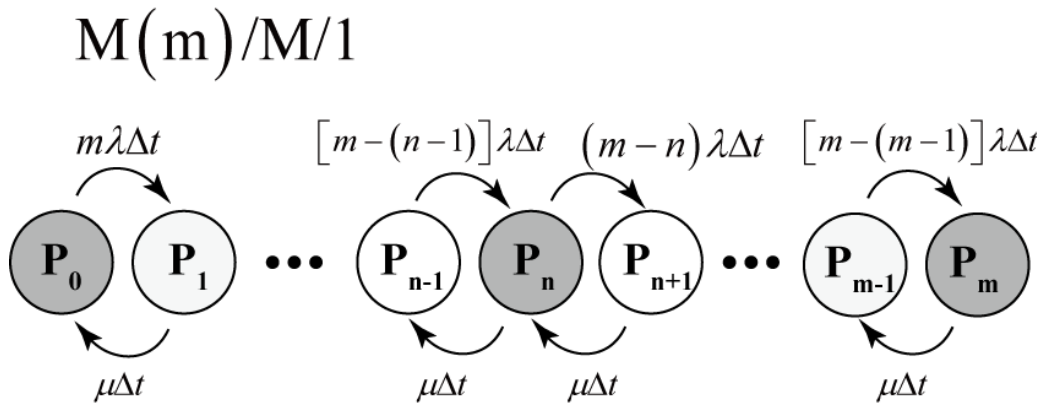 M(m)/M/1
mλΔt
[m−(n−1)]λΔt
(m−n)λΔt
[m−(m−1)]λΔt
P₀
P₁
•••
Pₙ₋₁
Pₙ
Pₙ₊₁
•••
Pₘ₋₁
Pₘ
μΔt
μΔt
μΔt
μΔt